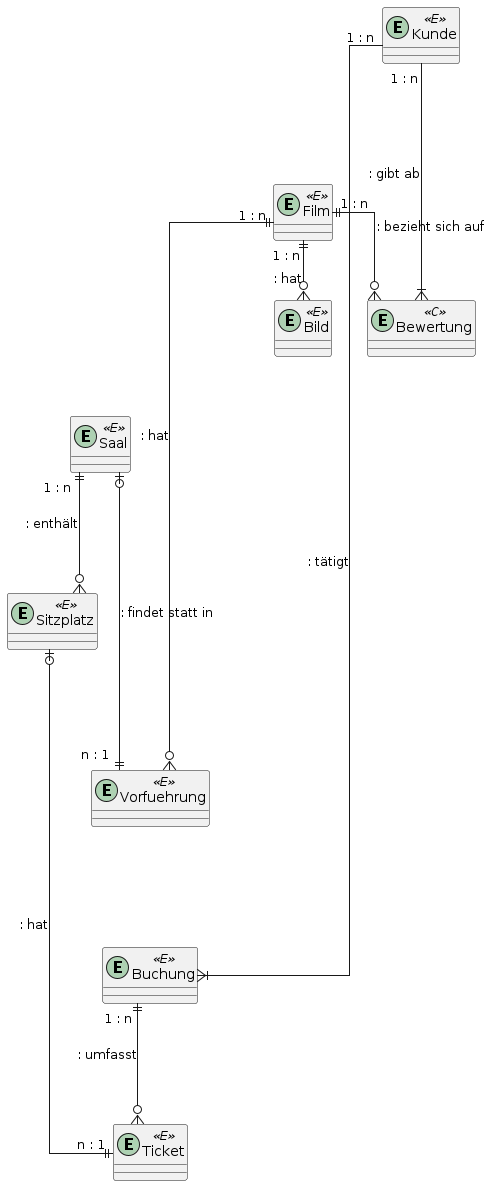 «E»
E Kunde
1 : n
1 : n
: gibt ab
«E»
E Film
1 : n
1 : n
: bezieht sich auf
1 : n
: hat
«E»
E Bild
«C»
E Bewertung
«E»
E Saal
: hat
1 : n
: enthält
: tätigt
«E»
E Sitzplatz
: findet statt in
n : 1
«E»
E Vorfuehrung
: hat
«E»
E Buchung
1 : n
: umfasst
n : 1
«E»
E Ticket